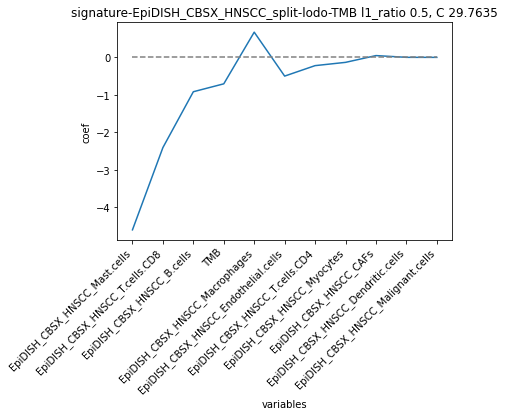 signature-EpiDISH_CBSX_HNSCC_split-lodo-TMB l1_ratio 0.5, C 29.7635
0
−1
−2
−3
−4
coef
EpiDISH_CBSX_HNSCC_Mast.cells
EpiDISH_CBSX_HNSCC_T.cells.CD8
EpiDISH_CBSX_HNSCC_B.cells
TMB
EpiDISH_CBSX_HNSCC_Macrophages
EpiDISH_CBSX_HNSCC_Endothelial.cells
EpiDISH_CBSX_HNSCC_T.cells.CD4
EpiDISH_CBSX_HNSCC_Myocytes
EpiDISH_CBSX_HNSCC_CAFs
EpiDISH_CBSX_HNSCC_Dendritic.cells
EpiDISH_CBSX_HNSCC_Malignant.cells
variables